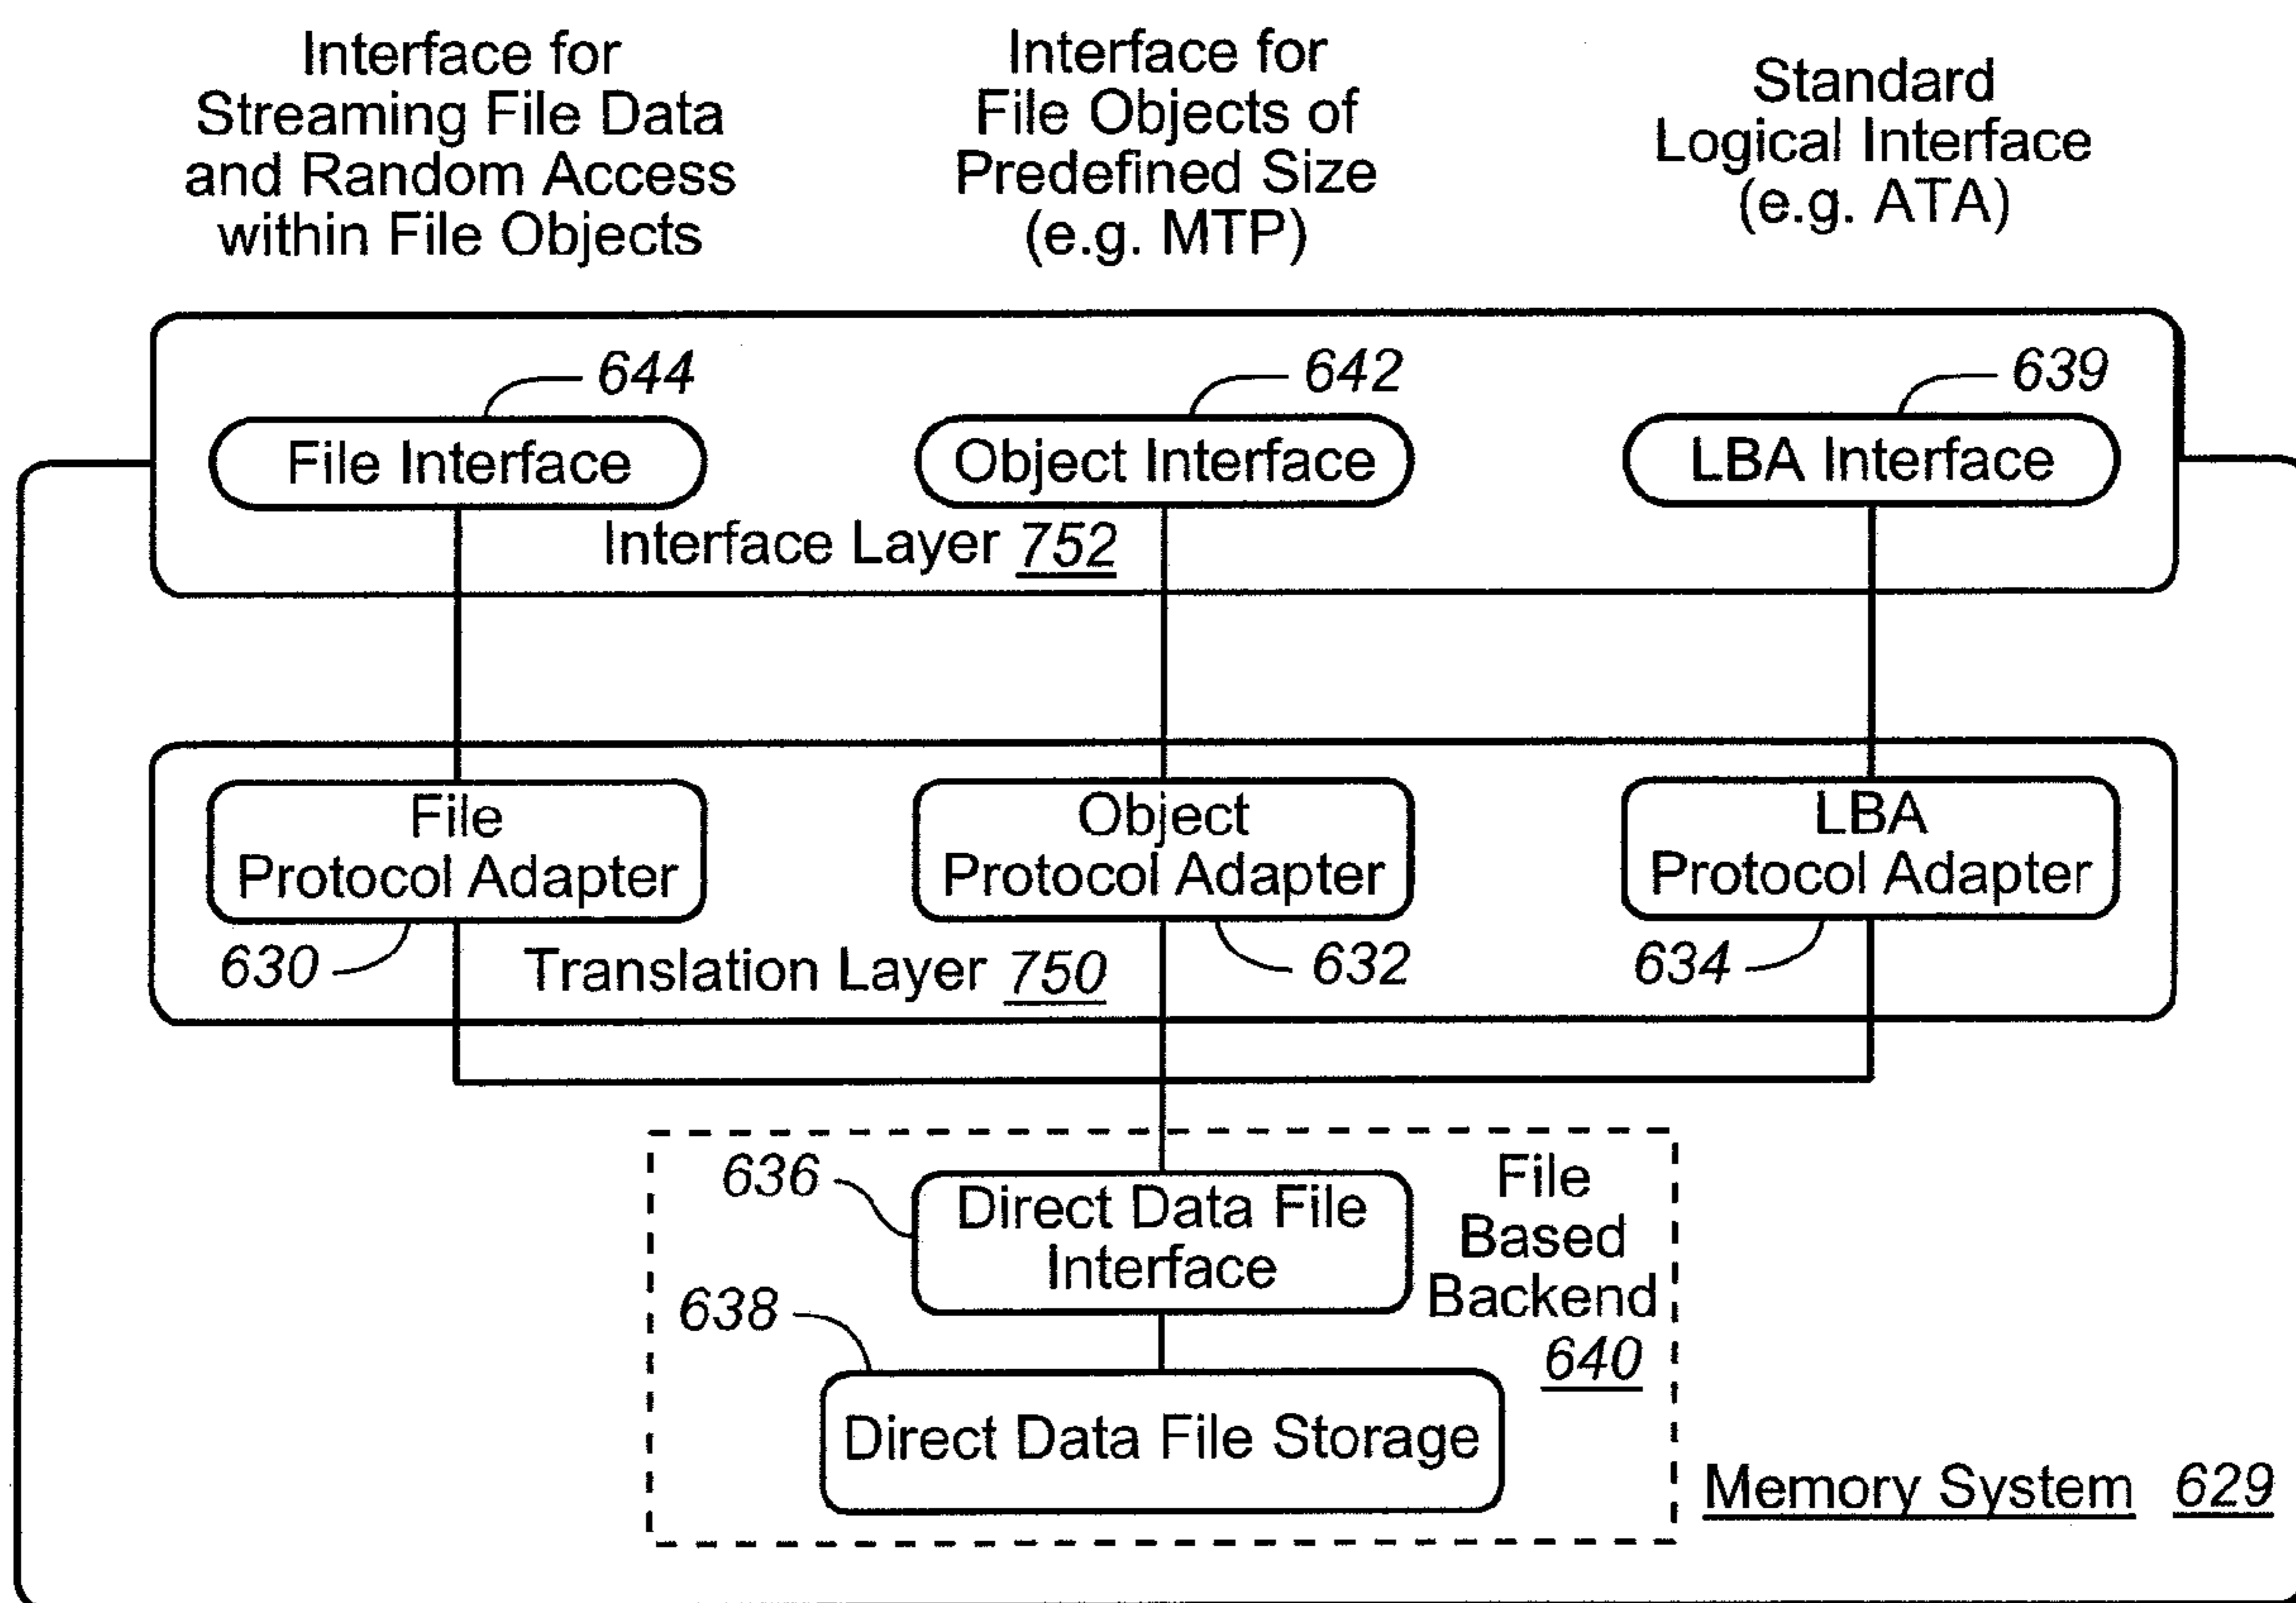 Interface for
Streaming File Data
and Random Access
within File Objects
Interface for
File Objects of
Predefined Size
(e.g. MTP)
Standard
Logical Interface
(e.g. ATA)
644
642
639
File Interface
Object Interface
LBA Interface
Interface Layer 752
File
Protocol Adapter
Object
Protocol Adapter
LBA
Protocol Adapter
630
Translation Layer 750
632
634
636
Direct Data File
Interface
File
Based
Backend
640
638
Direct Data File Storage
Memory System 629